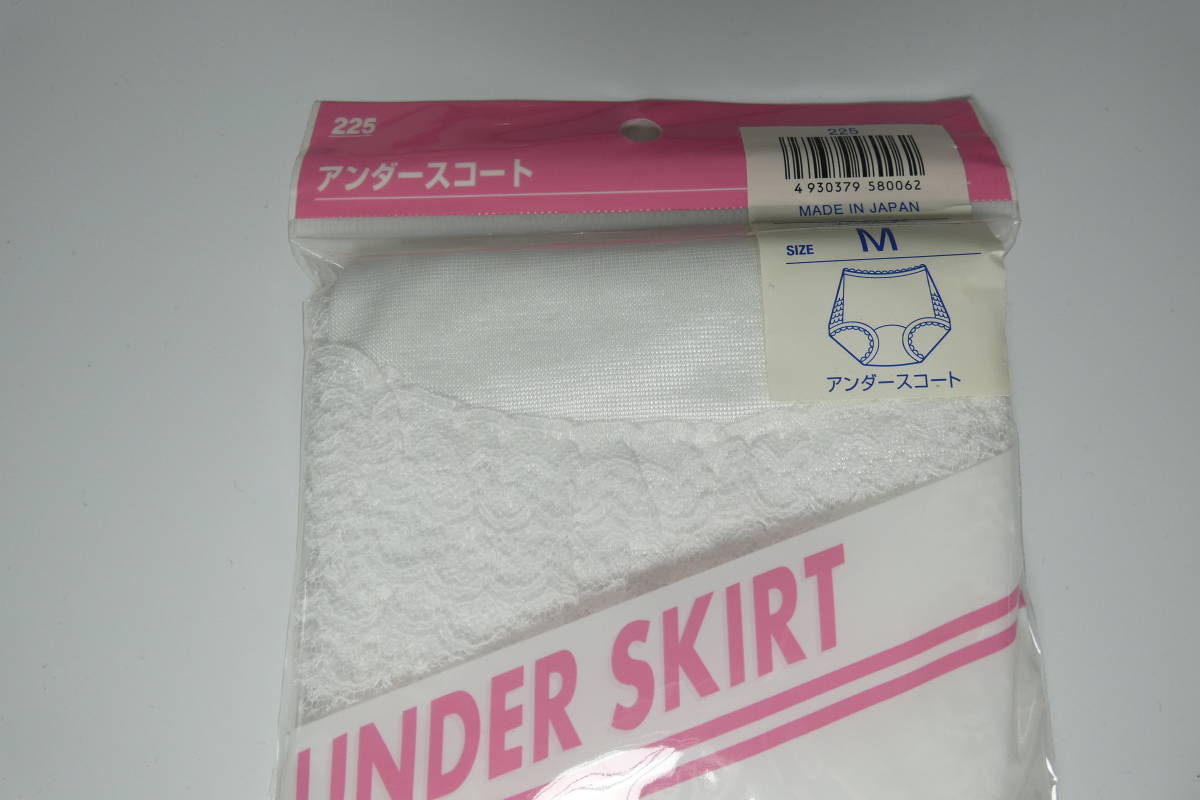 225
アンダースコート
225
4 930379 580062
MADE IN JAPAN
SIZE M
アンダースコート
UNDER SKIRT